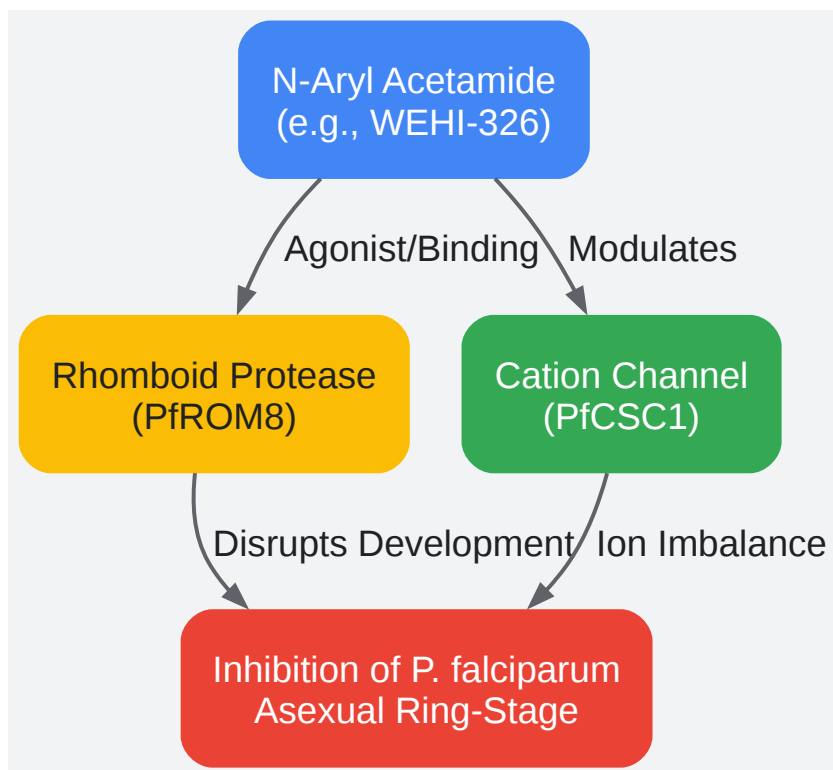 N-Aryl Acetamide
(e.g., WEHI-326)
Agonist/Binding
Modulates
Rhomboid Protease
(PfROM8)
Cation Channel
(PfCSC1)
Disrupts Development
Ion Imbalance
Inhibition of P. falciparum
Asexual Ring-Stage